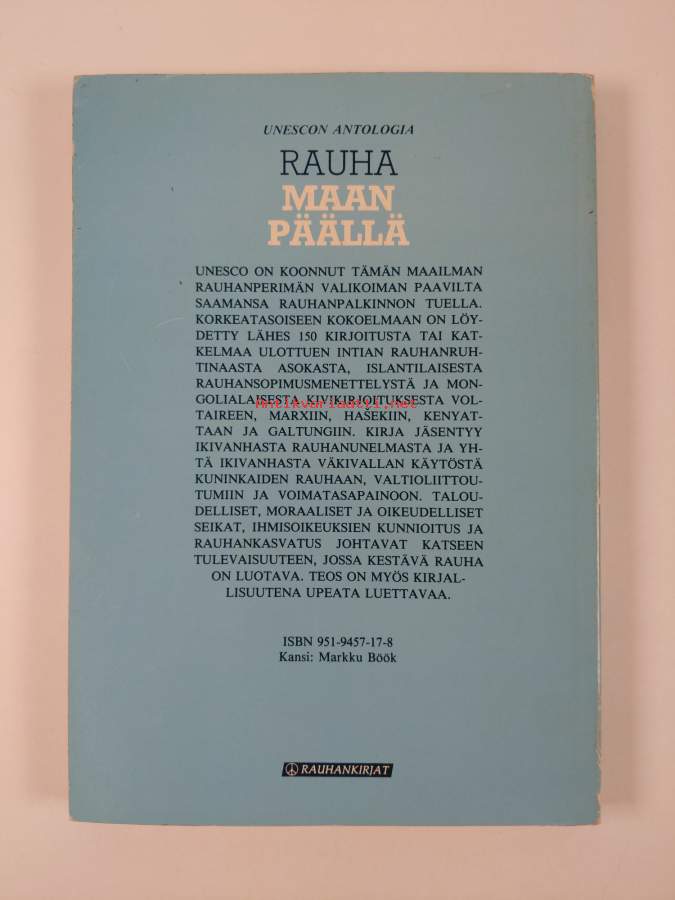 UNESCON ANTOLOGIA
RAUHA
MAAN
PÄÄLLÄ
UNESCO ON KOONNUT TÄMÄN MAAILMAN
RAUHANPERIMÄN VALIKOIMAN PAAVILTA
SAAMANSA RAUHANPALKINNON TUELLA.
KORKEATASOISEEN KOKOELMAAN ON LÖY-
DETTY LÄHES 150 KIRJOITUSTA TAI KAT-
KELMAA ULOTTUEN INTIAN RAUHANRUH-
TINAASTA ASOKASTA, ISLANTILAISESTA
RAUHANSOPIMUSMENETTELYSTÄ JA MON-
GOLIALAISESTA KIVIKIRJOITUKSESTA VOL-
Antikvariaatti.net
TAIREEN, MARXIIN, HAŠEKIIN, KENYAT-
TAAN JA GALTUNGIIN. KIRJA JÄSENTYY
IKIVANHASTA RAUHANUNELMASTA JA YH-
TÄ IKIVANHASTA VÄKIVALLAN KÄYTÖSTÄ
KUNINKAIDEN RAUHAAN, VALTIOLIITTOU-
TUMIIN JA VOIMATASAPAINOON. TALOU-
DELLISET, MORAALISET JA OIKEUDELLISET
SEIKAT, IHMISOIKEUKSIEN KUNNIOITUS JA
RAUHANKASVATUS JOHTAVAT KATSEEN
TULEVAISUUTEEN, JOSSA KESTÄVÄ RAUHA
ON LUOTAVA. TEOS ON MYÖS KIRJAL-
LISUUTENA UPEATA LUETTAVAA.
ISBN 951-9457-17-8
Kansi: Markku Böök
RAUHANKIRJAT